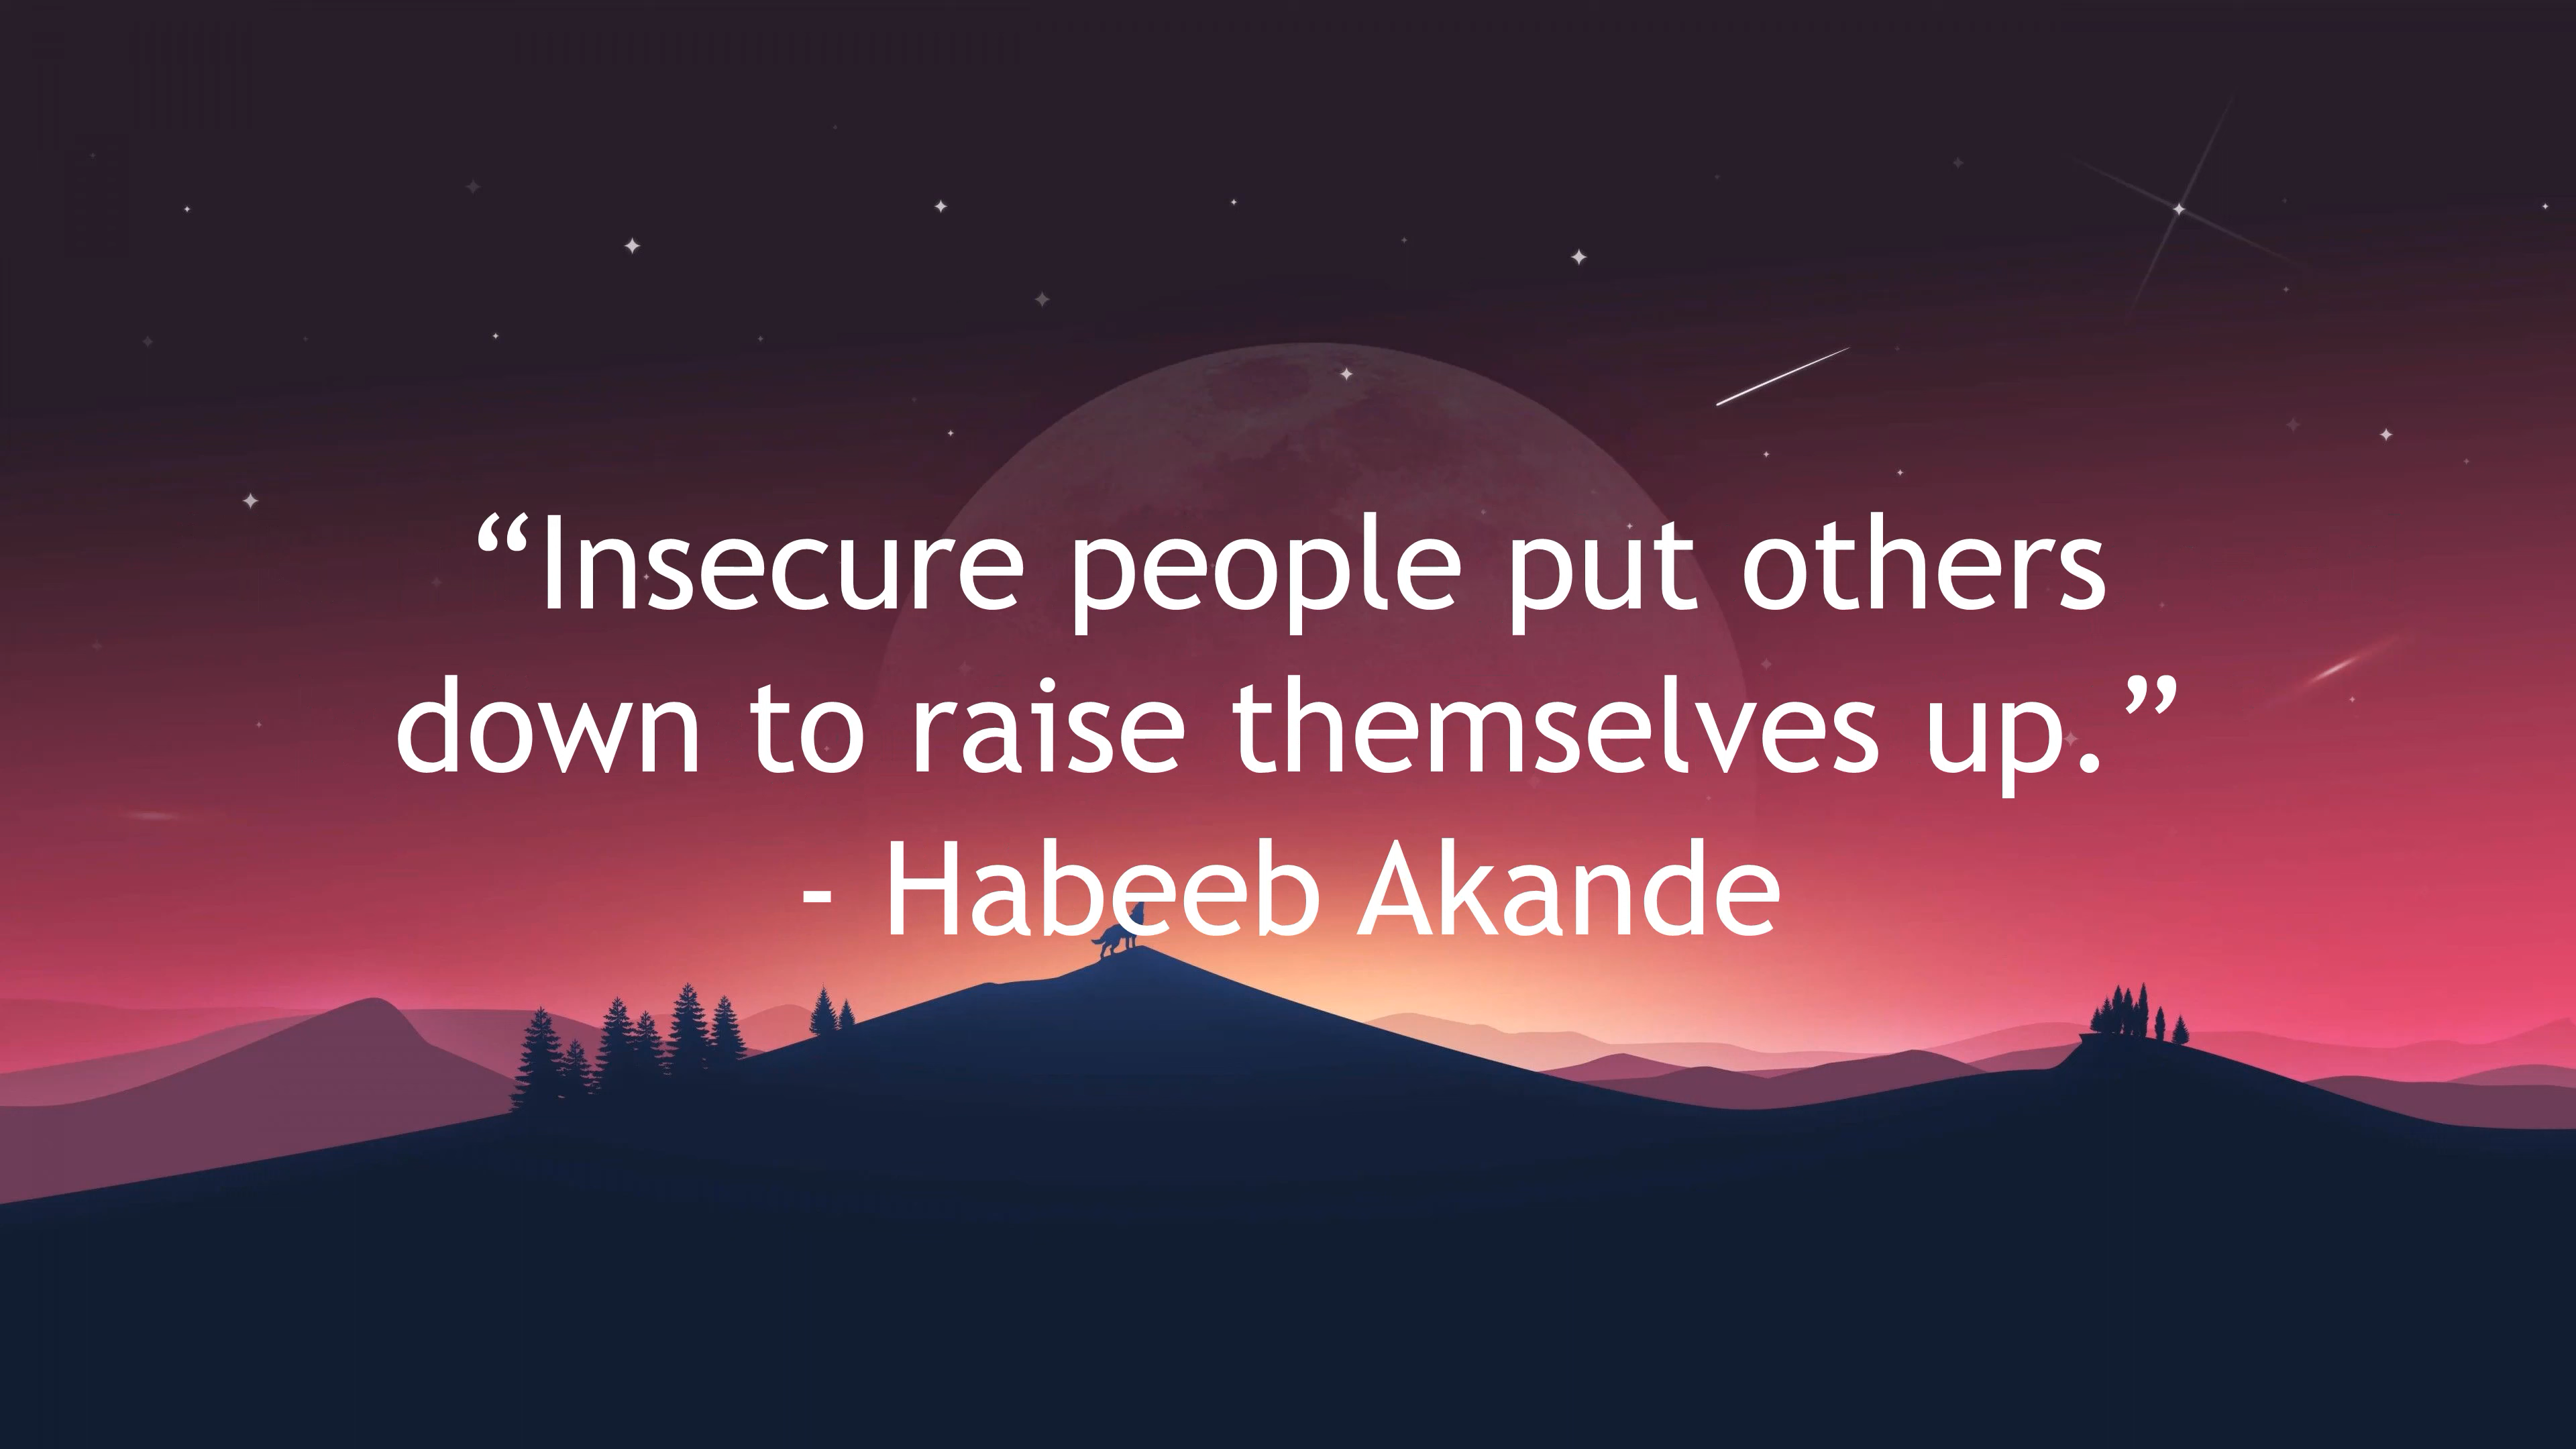 “Insecure people put others
down to raise themselves up.”
- Habeeb Akande